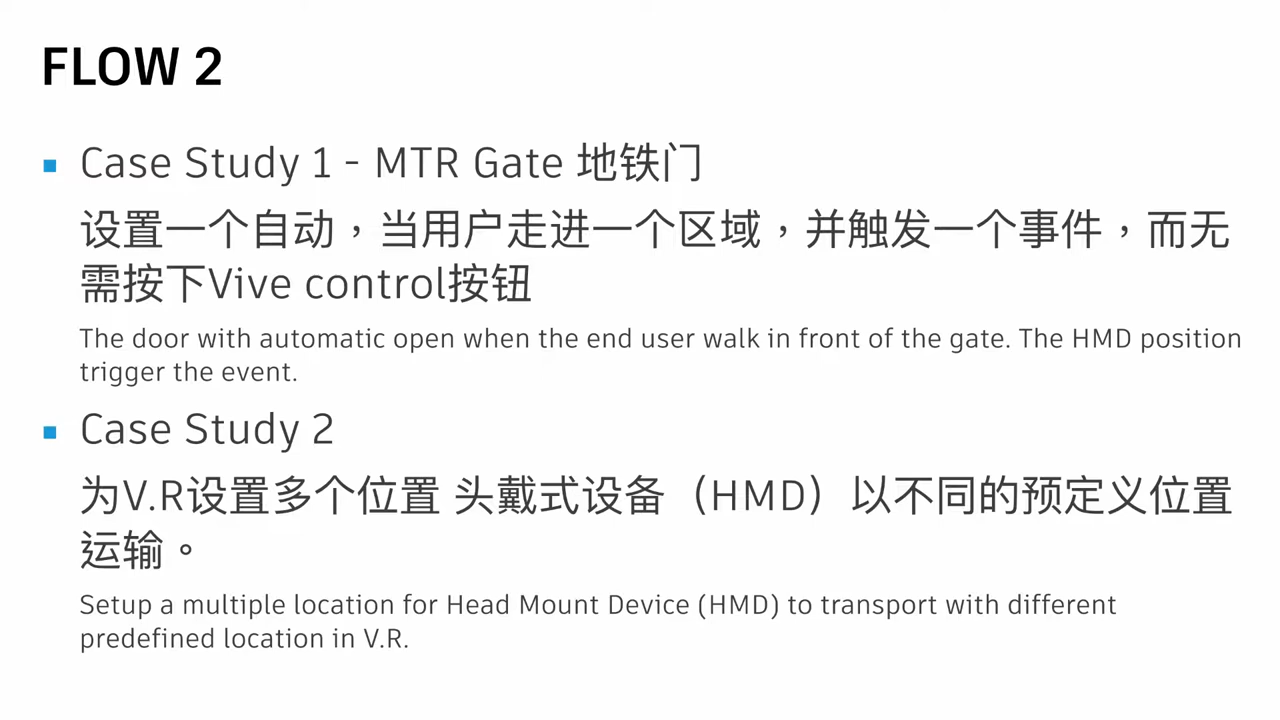 FLOW 2
Case Study 1 - MTR Gate 地铁门
设置一个自动，当用户走进一个区域，并触发一个事件，而无
需按下Vive control按钮
The door with automatic open when the end user walk in front of the gate. The HMD position
trigger the event.
Case Study 2
为V.R设置多个位置 头戴式设备（HMD）以不同的预定义位置
运输。
Setup a multiple location for Head Mount Device (HMD) to transport with different
predefined location in V.R.